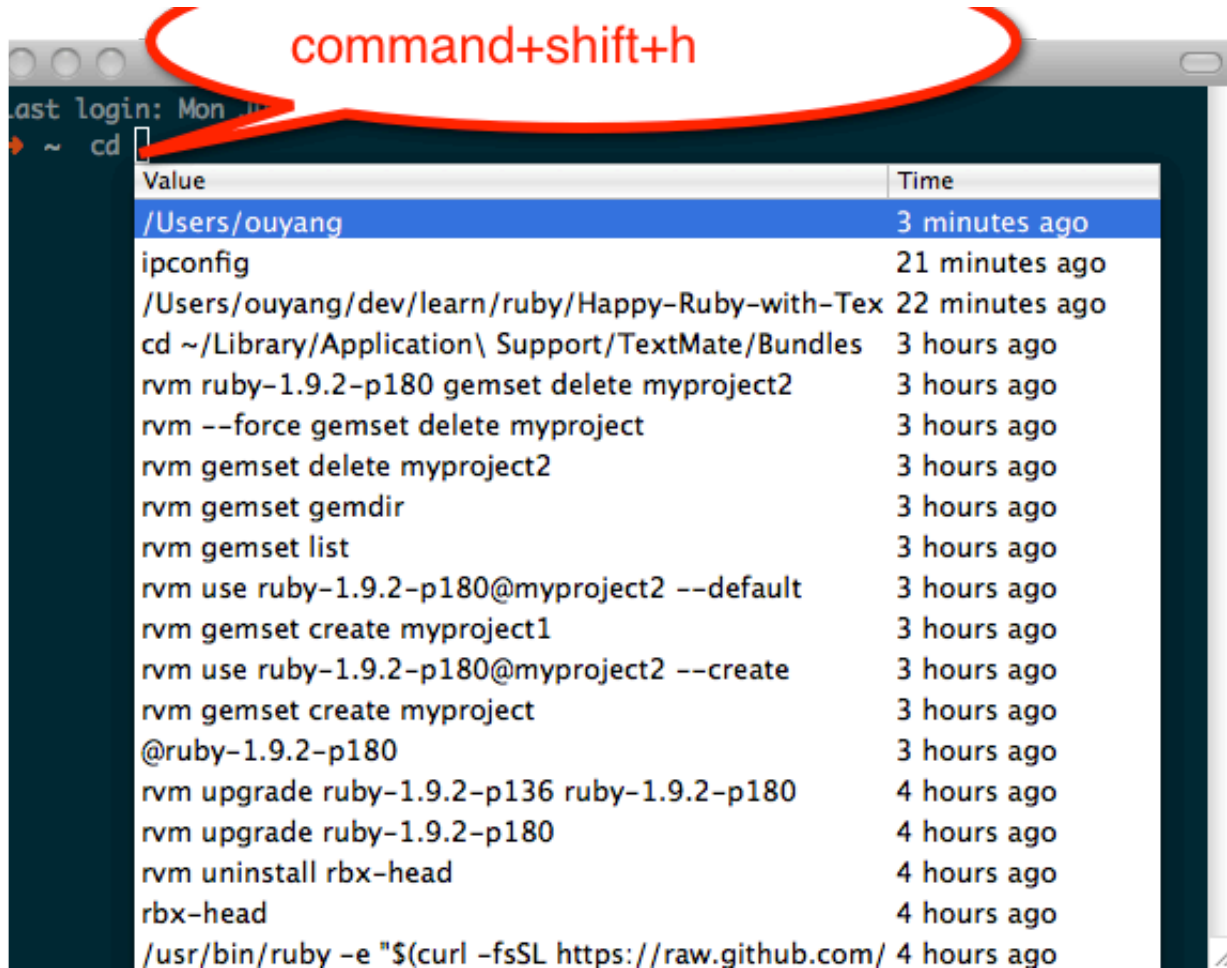 command+shift+h
ast login: Mon
~ cd
Value Time
/Users/ouyang 3 minutes ago
ipconfig 21 minutes ago
/Users/ouyang/dev/learn/ruby/Happy-Ruby-with-Tex 22 minutes ago
cd ~/Library/Application\ Support/TextMate/Bundles 3 hours ago
rvm ruby-1.9.2-p180 gemset delete myproject2 3 hours ago
rvm --force gemset delete myproject 3 hours ago
rvm gemset delete myproject2 3 hours ago
rvm gemset gemdir 3 hours ago
rvm gemset list 3 hours ago
rvm use ruby-1.9.2-p180@myproject2 --default 3 hours ago
rvm gemset create myproject1 3 hours ago
rvm use ruby-1.9.2-p180@myproject2 --create 3 hours ago
rvm gemset create myproject 3 hours ago
@ruby-1.9.2-p180 3 hours ago
rvm upgrade ruby-1.9.2-p136 ruby-1.9.2-p180 4 hours ago
rvm upgrade ruby-1.9.2-p180 4 hours ago
rvm uninstall rbx-head 4 hours ago
rbx-head 4 hours ago
/usr/bin/ruby -e "$(curl -fsSL https://raw.github.com/ 4 hours ago